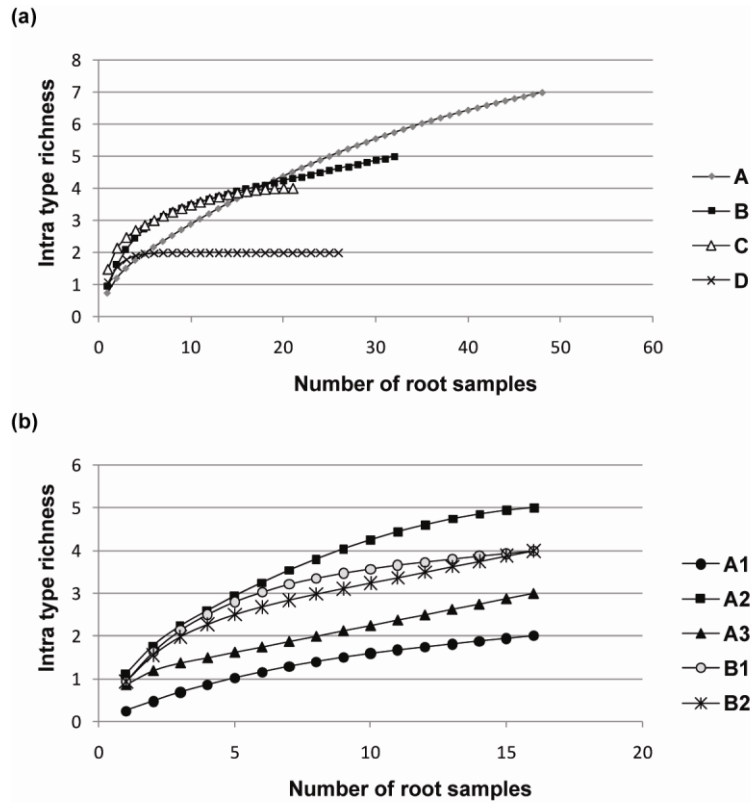 (a)
8
7
6
5
4
3
2
1
0
Intra type richness
0 10 20 30 40 50 60
Number of root samples
A
B
C
D
(b)
6
5
4
3
2
1
0
Intra type richness
0 5 10 15 20
Number of root samples
A1
A2
A3
B1
B2